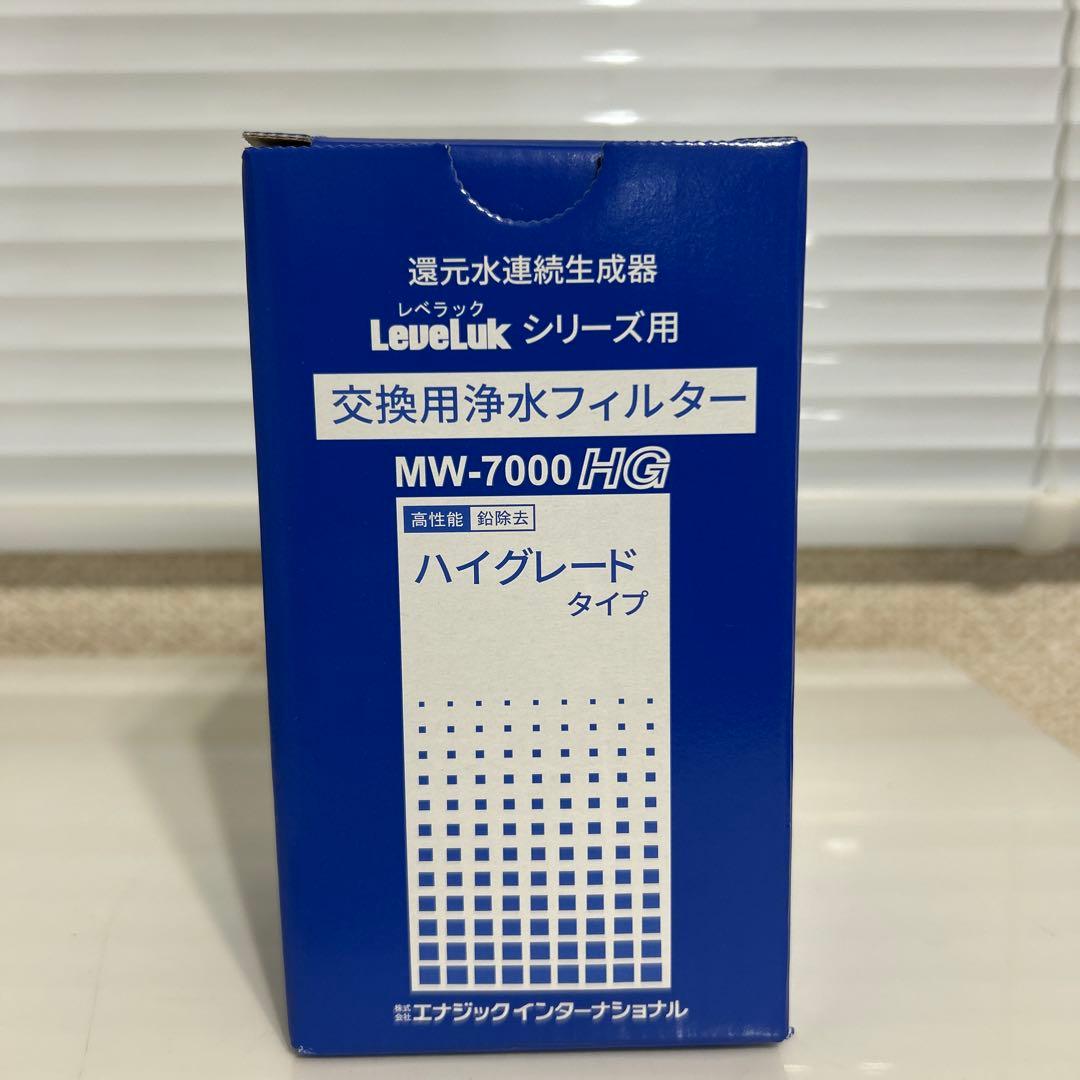 還元水連続生成器
レベラック
LeveLuk シリーズ用
交換用浄水フィルター
MW-7000 HG
高性能 鉛除去
ハイグレード
タイプ
株式会社 エナジックインターナショナル